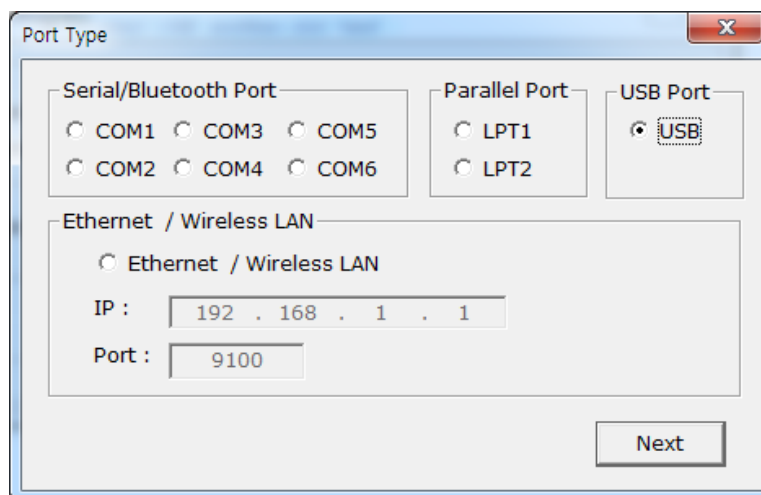 Port Type
Serial/Bluetooth Port
COM1 COM3 COM5
COM2 COM4 COM6
Parallel Port
LPT1
LPT2
USB Port
USB
Ethernet / Wireless LAN
Ethernet / Wireless LAN
IP : 192 . 168 . 1 . 1
Port : 9100
Next